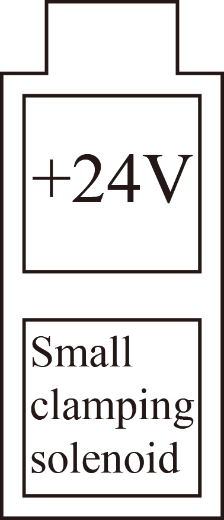 +24V
Small
clamping
solenoid